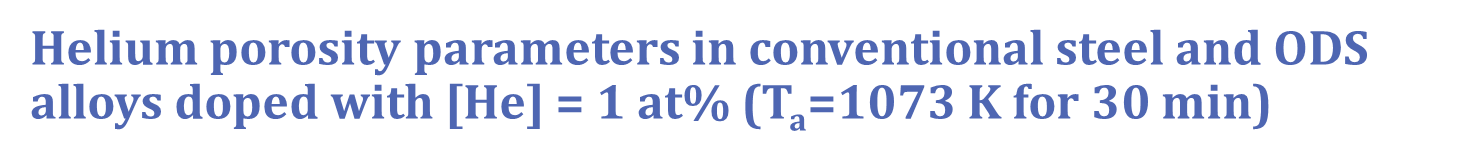 Helium porosity parameters in conventional steel and ODS
alloys doped with [He] = 1 at% (Tₐ=1073 K for 30 min)